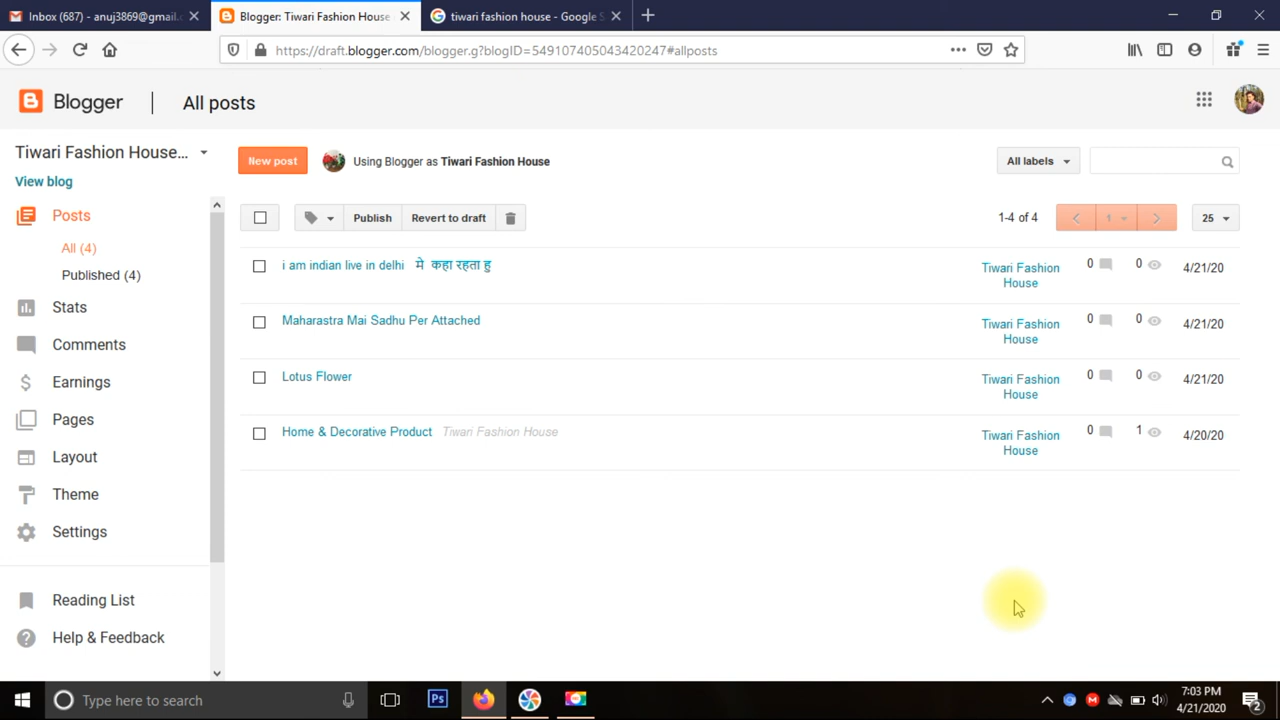 Inbox (687) - anuj3869@gmail.c
Blogger: Tiwari Fashion House
tiwari fashion house - Google S
https://draft.blogger.com/blogger.g?blogID=549107405043420247#allposts
Blogger | All posts
Tiwari Fashion House...
View blog
New post
Using Blogger as Tiwari Fashion House
All labels
Posts
All (4)
Published (4)
Stats
Comments
Earnings
Pages
Layout
Theme
Settings
Reading List
Help & Feedback
Publish
Revert to draft
1-4 of 4
1
25
i am indian live in delhi मे कहा रहता हु
Tiwari Fashion House
0
0
4/21/20
Maharastra Mai Sadhu Per Attached
Tiwari Fashion House
0
0
4/21/20
Lotus Flower
Tiwari Fashion House
0
0
4/21/20
Home & Decorative Product Tiwari Fashion House
Tiwari Fashion House
0
1
4/20/20
Type here to search
Ps
7:03 PM
4/21/2020
2